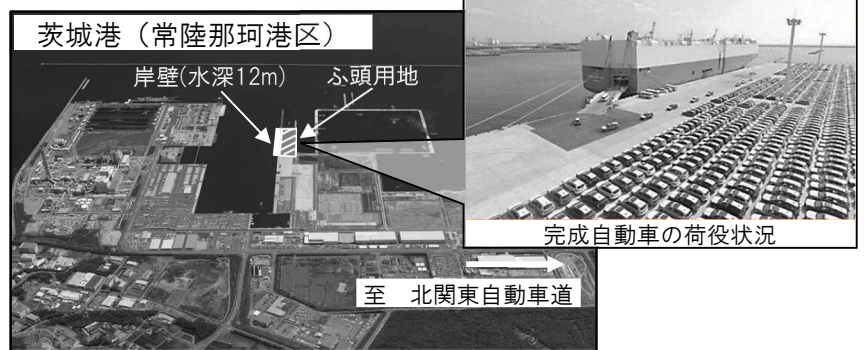 茨城港（常陸那珂港区）
岸壁(水深12m)
ふ頭用地
完成自動車の荷役状況
至　北関東自動車道